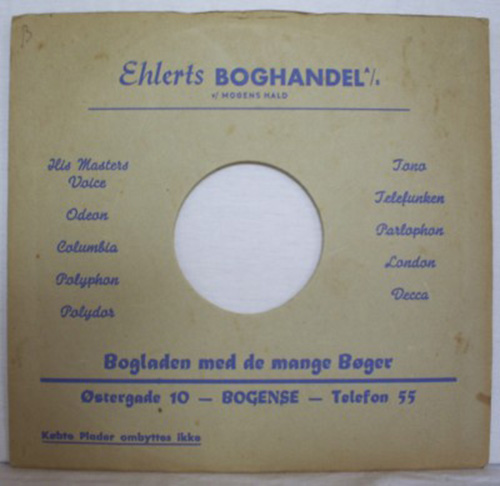 B
Ehlerts BOGHANDEL A/S
v/ MOGENS HALD
His Masters
Voice
Odeon
Columbia
Polyphon
Polydor
Tono
Telefunken
Parlophon
London
Decca
Bogladen med de mange Bøger
Østergade 10 — BOGENSE — Telefon 55
Købte Plader ombyttes ikke